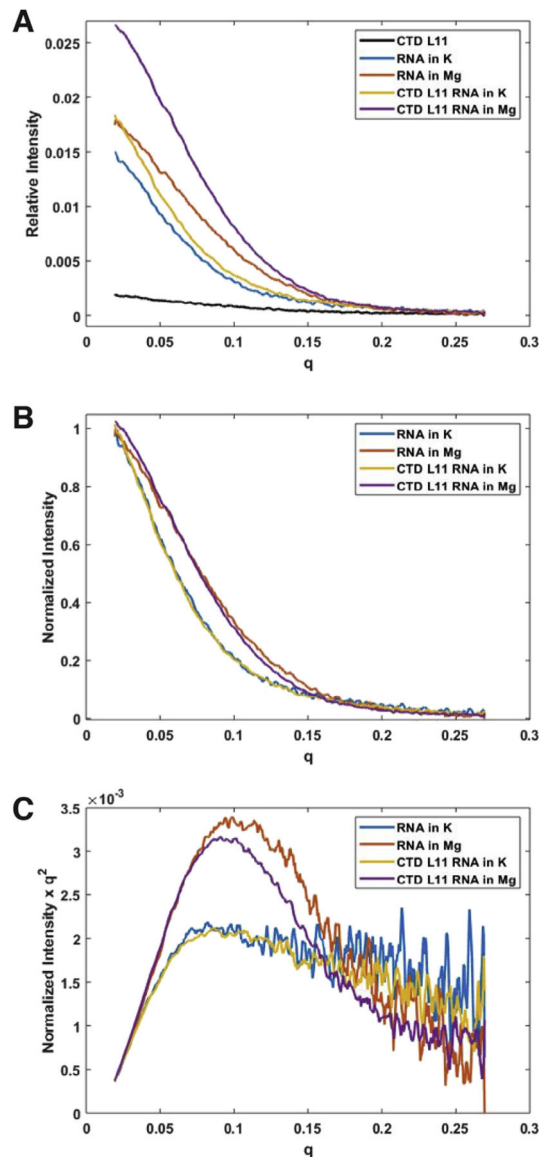 A
0.025
0.02
0.015
0.01
0.005
0
Relative Intensity
CTD L11
RNA in K
RNA in Mg
CTD L11 RNA in K
CTD L11 RNA in Mg
0 0.05 0.1 0.15 0.2 0.25 0.3
q
B
1
0.8
0.6
0.4
0.2
0
Normalized Intensity
RNA in K
RNA in Mg
CTD L11 RNA in K
CTD L11 RNA in Mg
0 0.05 0.1 0.15 0.2 0.25 0.3
q
C
×10⁻³
3.5
3
2.5
2
1.5
1
0.5
0
Normalized Intensity x q²
RNA in K
RNA in Mg
CTD L11 RNA in K
CTD L11 RNA in Mg
0 0.05 0.1 0.15 0.2 0.25 0.3
q